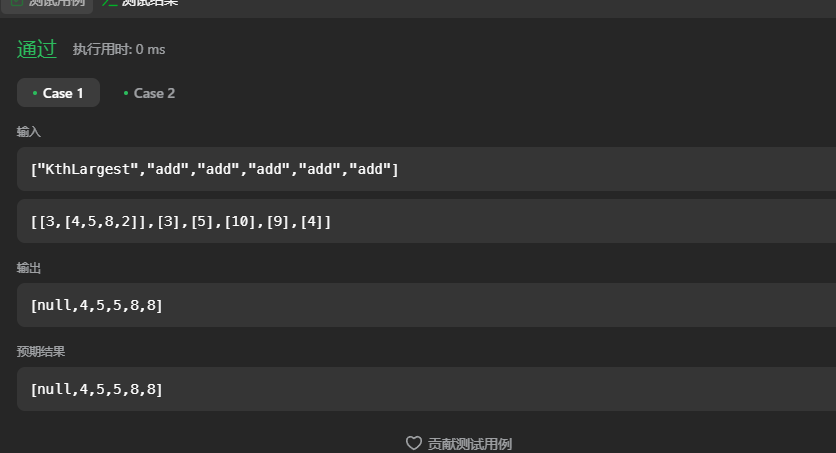 测试用例 测试结果
通过 执行用时: 0 ms
Case 1 Case 2
输入
["KthLargest","add","add","add","add","add"]
[[3,[4,5,8,2]],[3],[5],[10],[9],[4]]
输出
[null,4,5,5,8,8]
预期结果
[null,4,5,5,8,8]
贡献测试用例